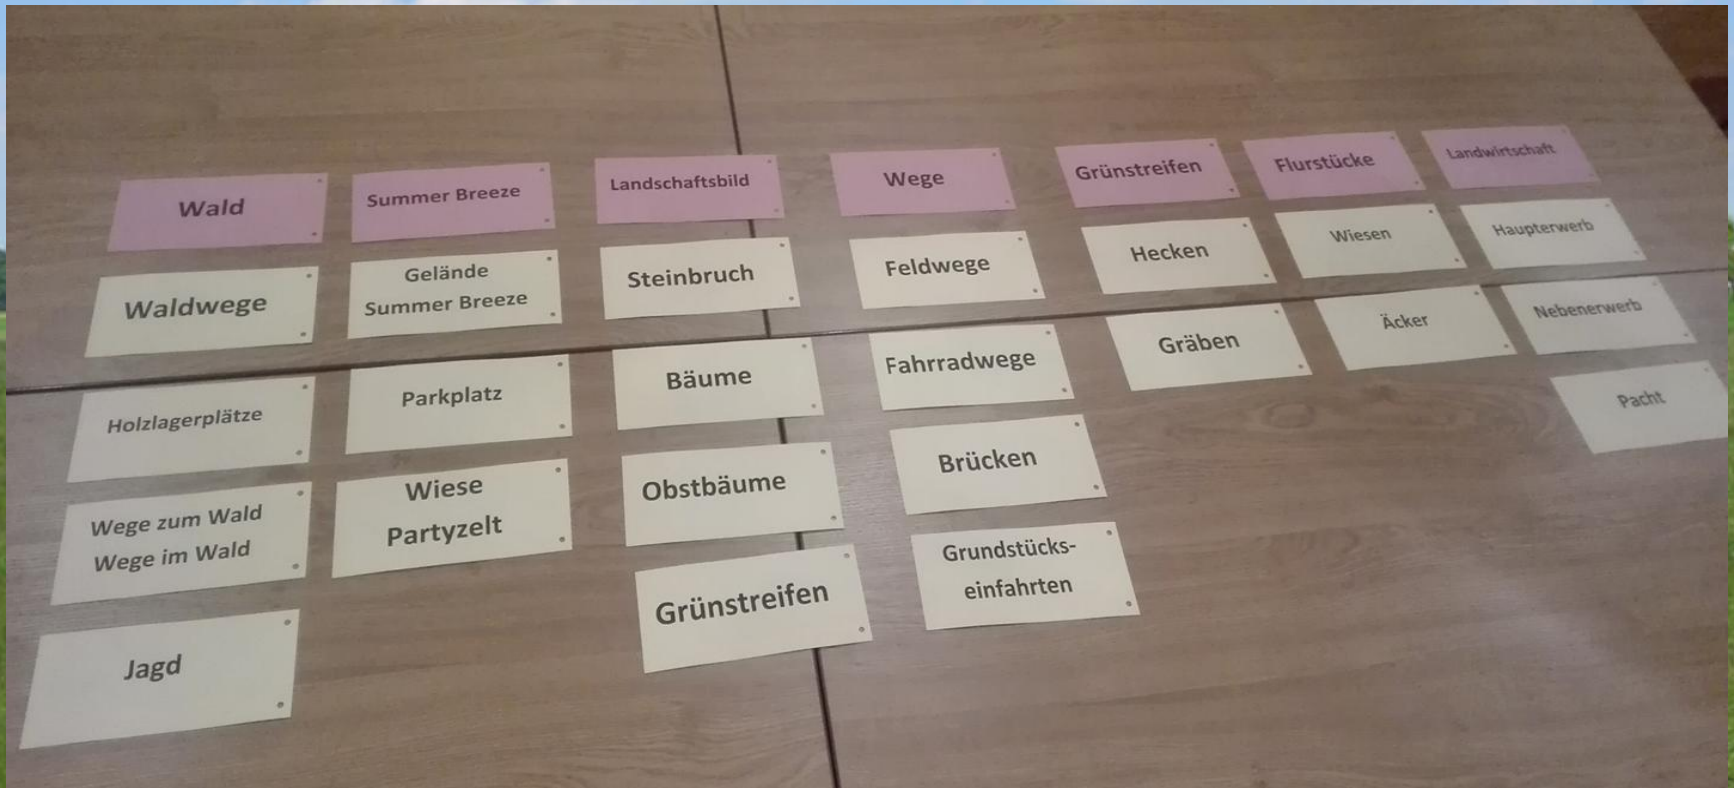 Wald
Waldwege
Holzlagerplätze
Wege zum Wald
Wege im Wald
Jagd
Summer Breeze
Gelände
Summer Breeze
Parkplatz
Wiese
Partyzelt
Landschaftsbild
Steinbruch
Bäume
Obstbäume
Grünstreifen
Wege
Feldwege
Fahrradwege
Brücken
Grundstücks-
einfahrten
Grünstreifen
Hecken
Gräben
Flurstücke
Wiesen
Äcker
Landwirtschaft
Haupterwerb
Nebenerwerb
Pacht